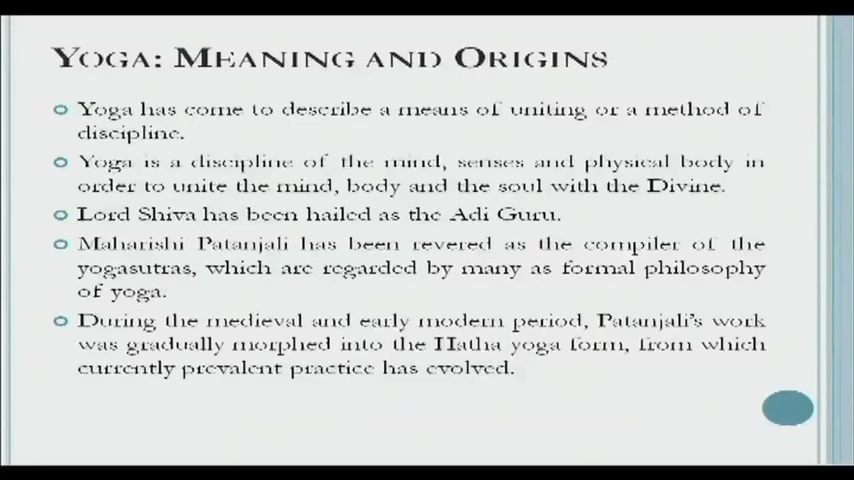 YOGA: MEANING AND ORIGINS
Yoga has come to describe a means of uniting or a method of
discipline.
Yoga is a discipline of the mind, senses and physical body in
order to unite the mind, body and the soul with the Divine.
Lord Shiva has been hailed as the Adi Guru.
Maharishi Patanjali has been revered as the compiler of the
yogasutras, which are regarded by many as formal philosophy
of yoga.
During the medieval and early modern period, Patanjali's work
was gradually morphed into the Hatha yoga form, from which
currently prevalent practice has evolved.